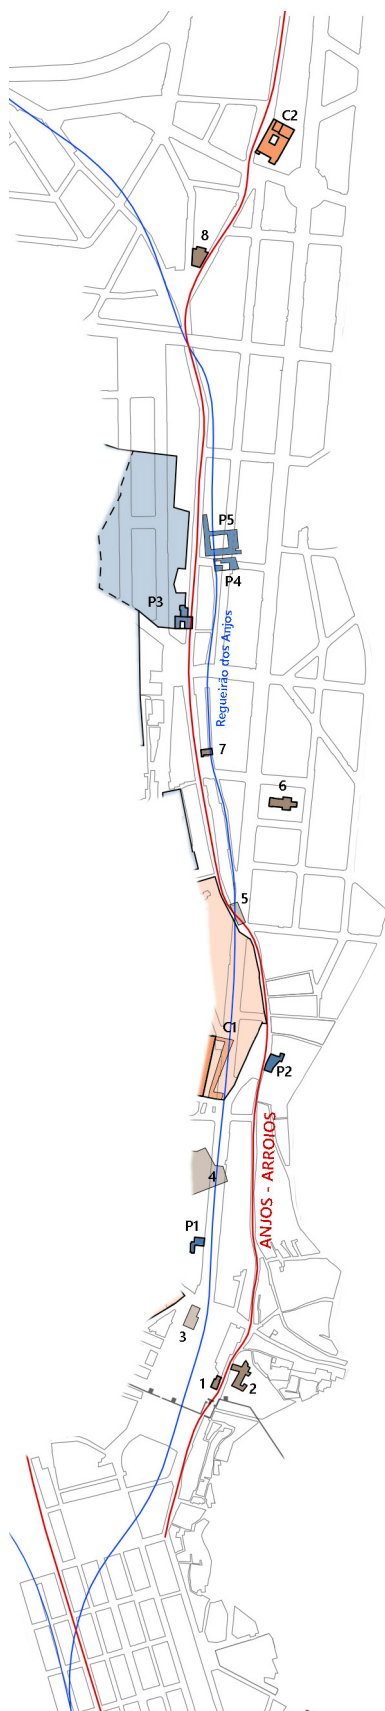 C2
8
P5
P4
P3
Regueirão dos Anjos
7
6
5
C1
P2
ANJOS - ARROIOS
4
P1
3
1
2